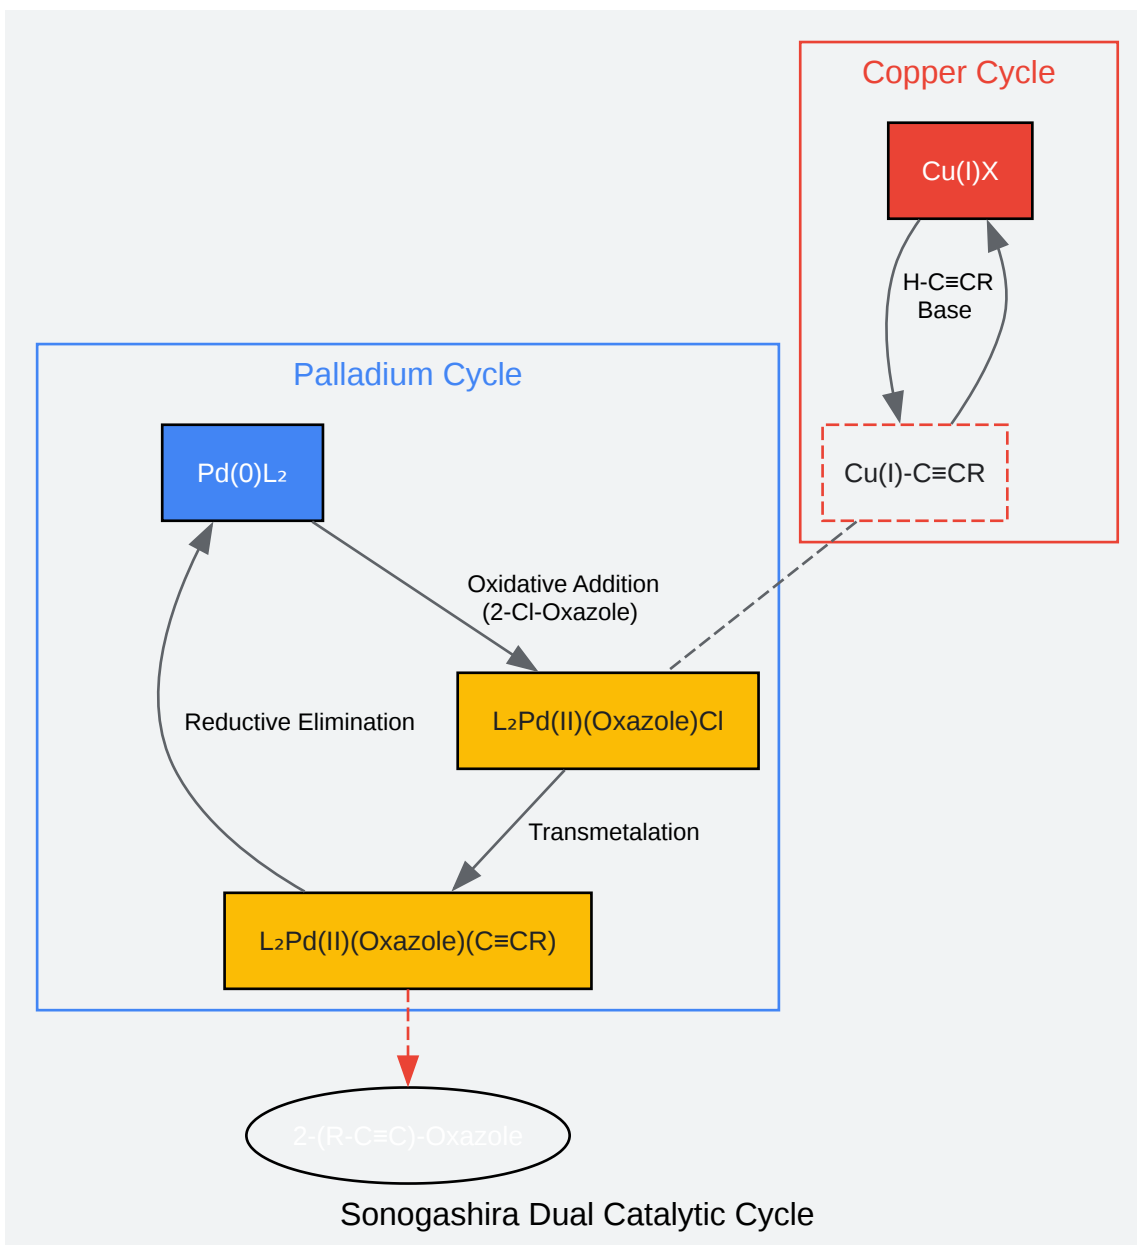 Copper Cycle
Cu(I)X
H-C≡CR
Base
Palladium Cycle
Pd(0)L₂
Cu(I)-C≡CR
Oxidative Addition
(2-Cl-Oxazole)
L₂Pd(II)(Oxazole)Cl
Reductive Elimination
Transmetalation
L₂Pd(II)(Oxazole)(C≡CR)
2-(R-C≡C)-Oxazole
Sonogashira Dual Catalytic Cycle